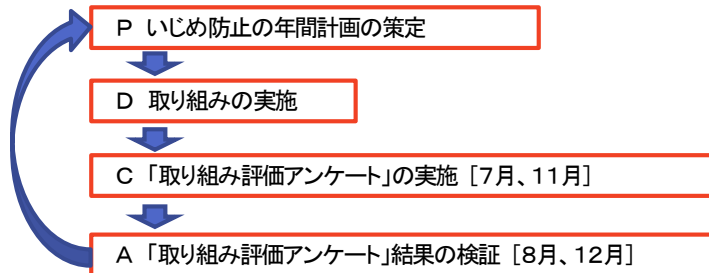 Ｐ いじめ防止の年間計画の策定
Ｄ 取り組みの実施
Ｃ 「取り組み評価アンケート」の実施 ［７月、１１月］
Ａ 「取り組み評価アンケート」結果の検証 ［８月、１２月］